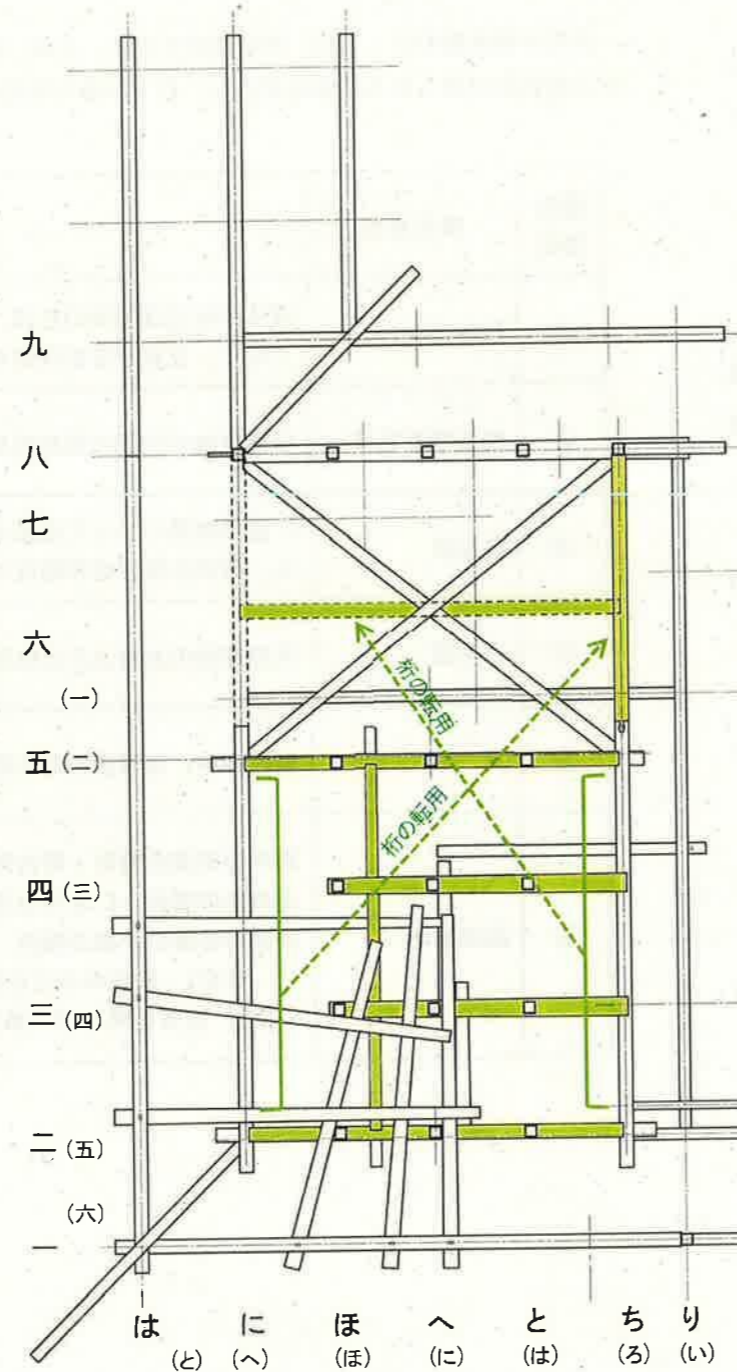 九
八
七
六
(一)
五 (二)
四 (三)
三 (四)
二 (五)
(六)
一
桁の転用
桁の転用
は に ほ へ と ち り
(と) (へ) (ほ) (に) (は) (ろ) (い)